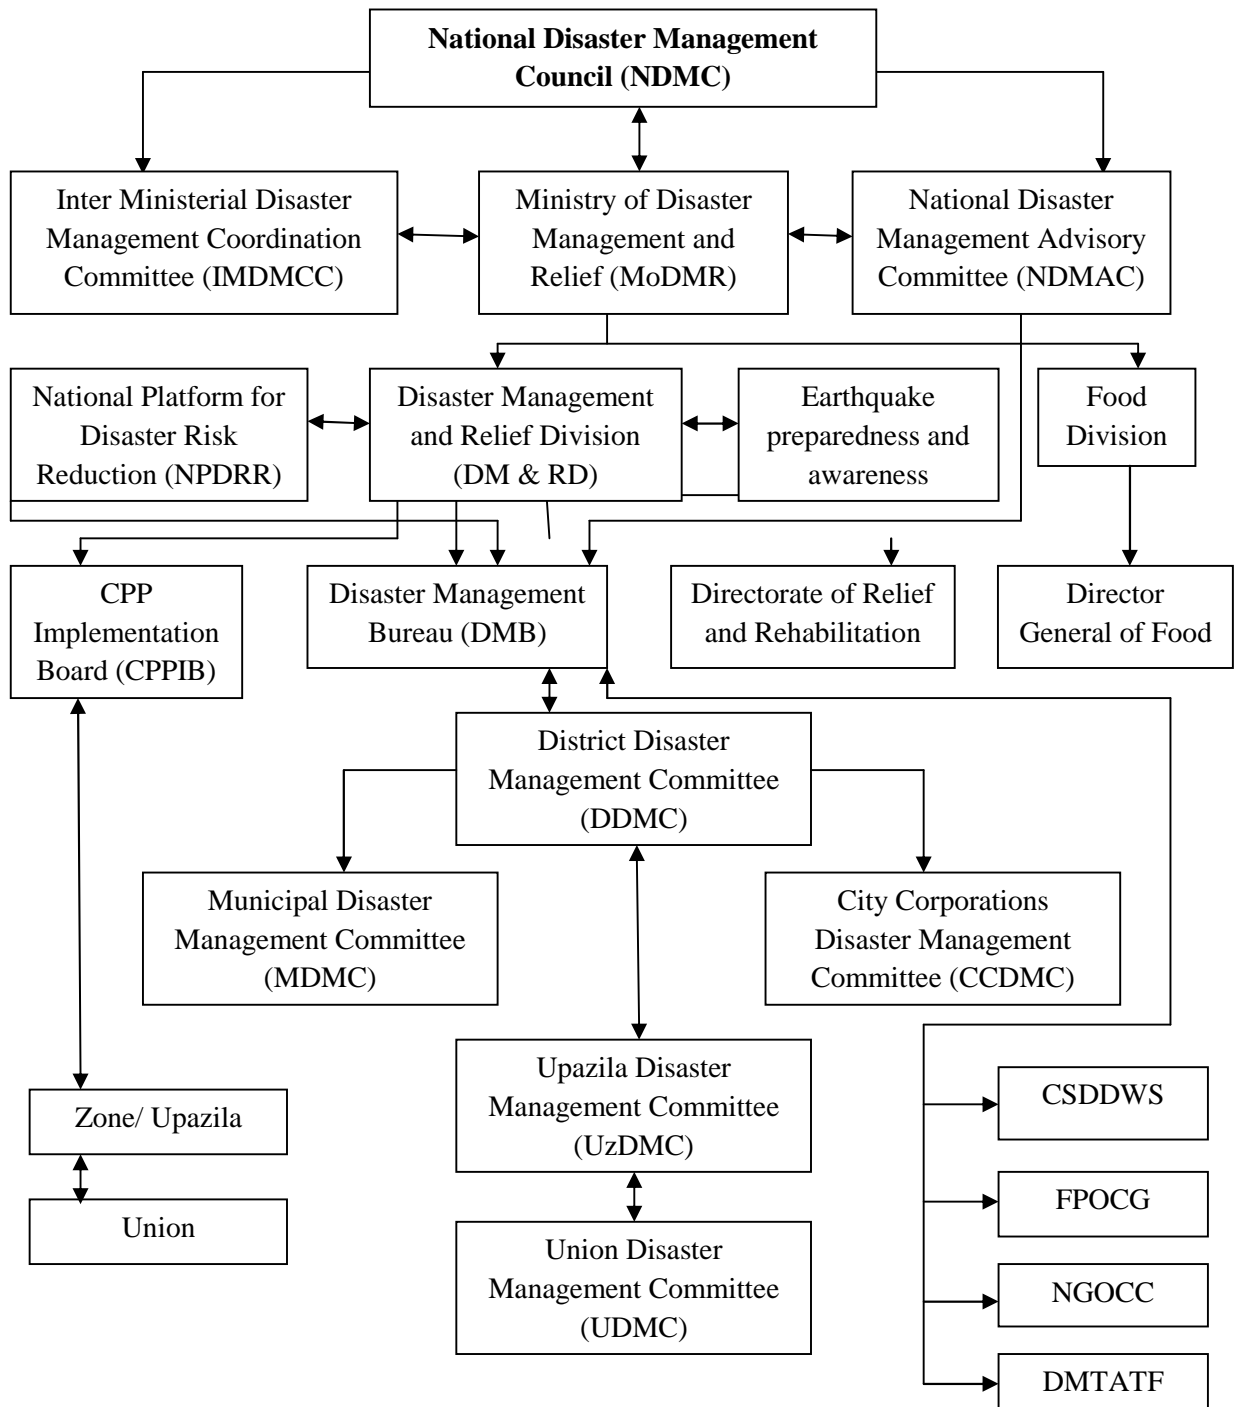 National Disaster Management
Council (NDMC)
Inter Ministerial Disaster
Management Coordination
Committee (IMDMCC)
Ministry of Disaster
Management and
Relief (MoDMR)
National Disaster
Management Advisory
Committee (NDMAC)
National Platform for
Disaster Risk
Reduction (NPDRR)
Disaster Management
and Relief Division
(DM & RD)
Earthquake
preparedness and
awareness
Food
Division
CPP
Implementation
Board (CPPIB)
Disaster Management
Bureau (DMB)
Directorate of Relief
and Rehabilitation
Director
General of Food
District Disaster
Management Committee
(DDMC)
Municipal Disaster
Management Committee
(MDMC)
City Corporations
Disaster Management
Committee (CCDMC)
Zone/ Upazila
Union
Upazila Disaster
Management Committee
(UzDMC)
Union Disaster
Management Committee
(UDMC)
CSDDWS
FPOCG
NGOCC
DMTATF